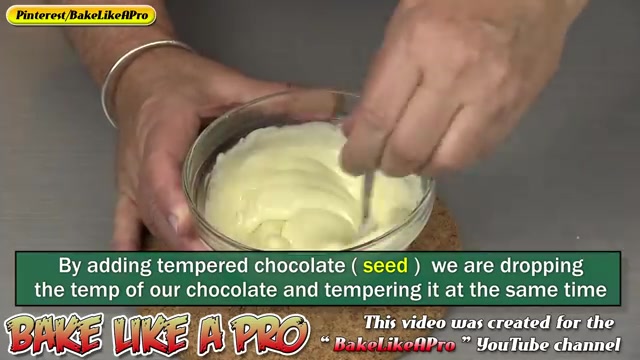 Pinterest/BakeLikeAPro
By adding tempered chocolate ( seed ) we are dropping
the temp of our chocolate and tempering it at the same time
BAKE LIKE A PRO
This video was created for the
“ BakeLikeAPro ” YouTube channel